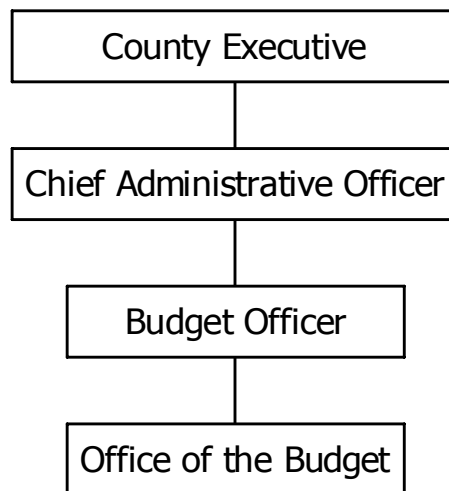 County Executive
Chief Administrative Officer
Budget Officer
Office of the Budget